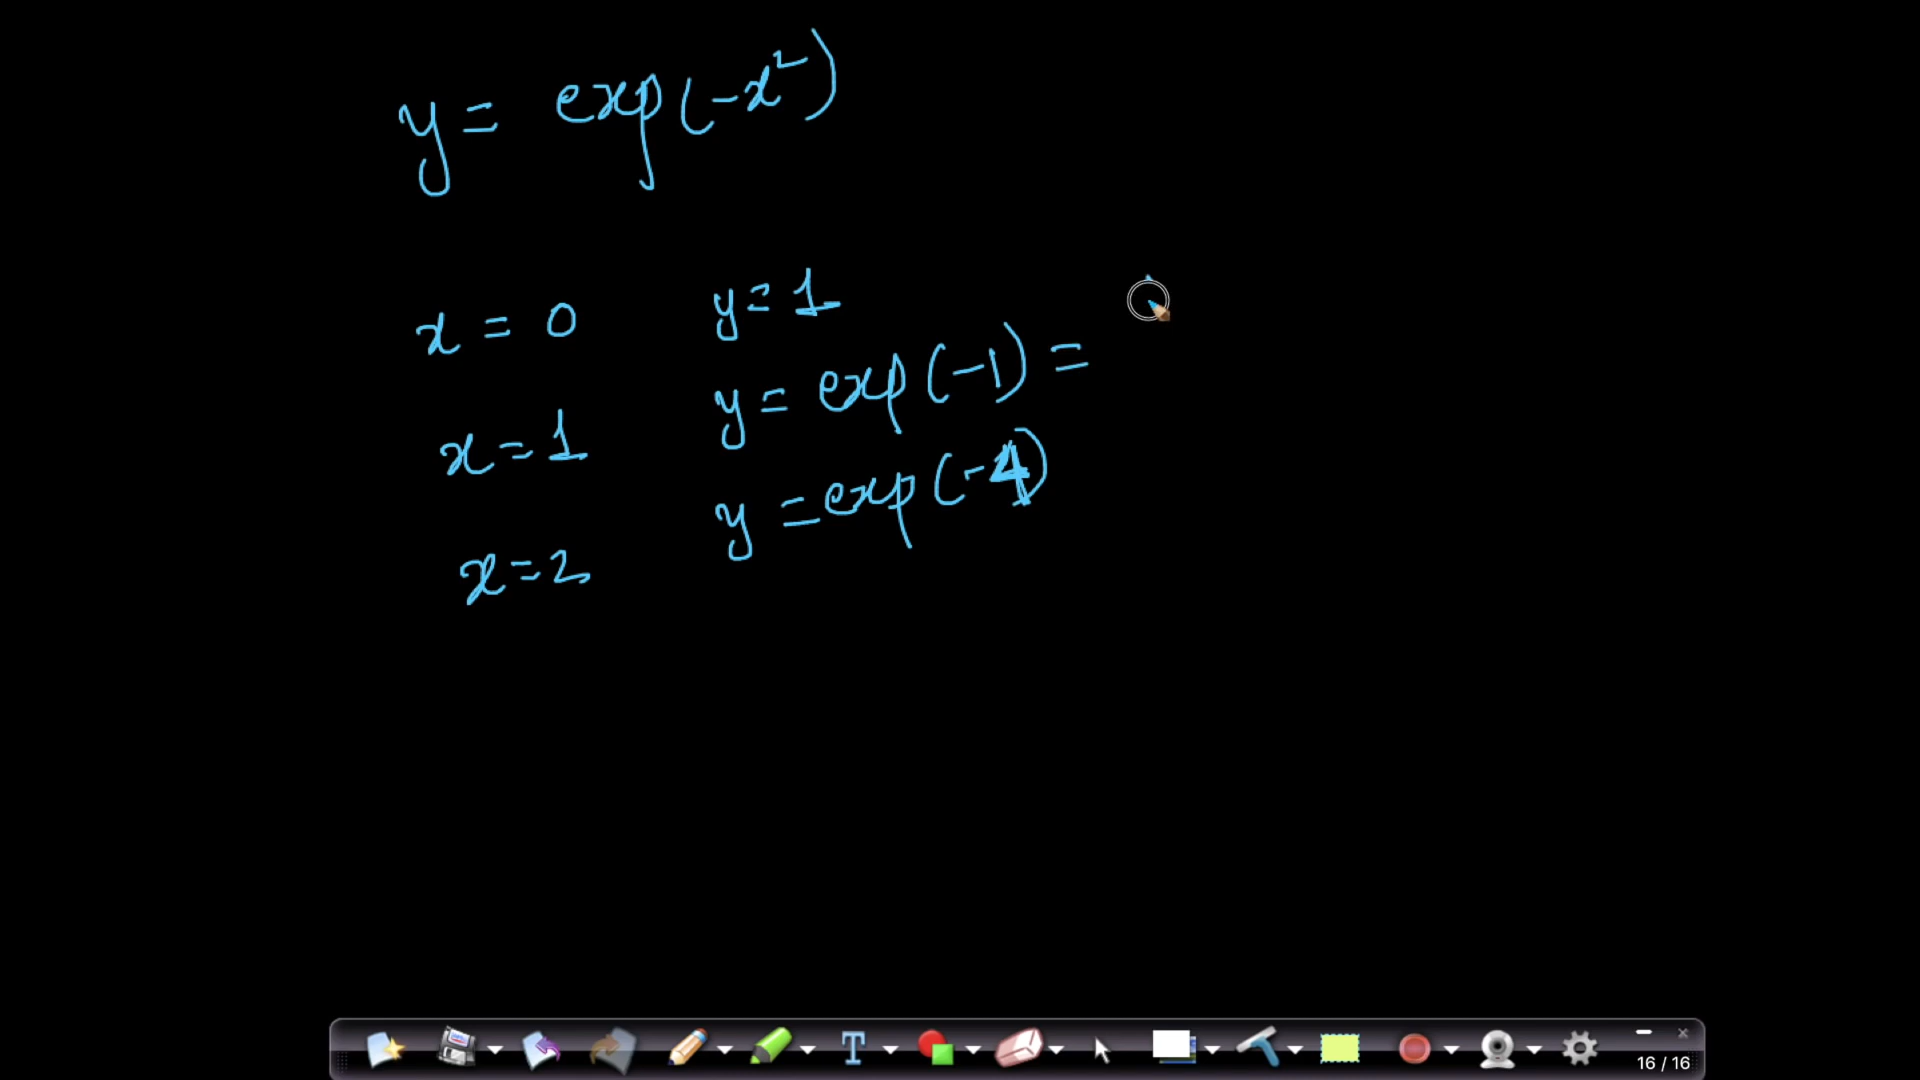 y = exp(-x²)
x = 0 y = 1
x = 1 y = exp(-1) =
x = 2 y = exp(-4)
T
16 / 16